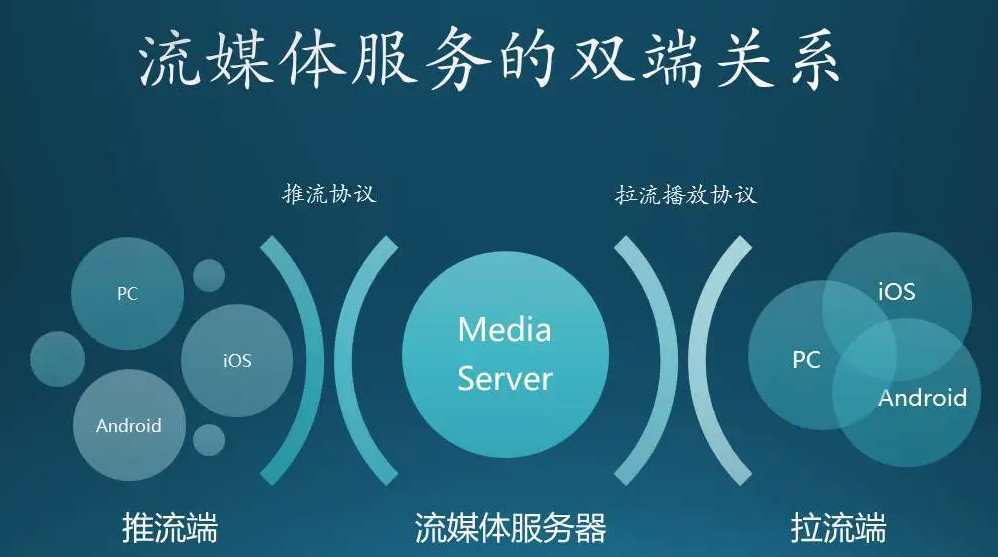 流媒体服务的双端关系
推流协议
拉流播放协议
PC
iOS
Android
Media
Server
iOS
PC
Android
推流端
流媒体服务器
拉流端